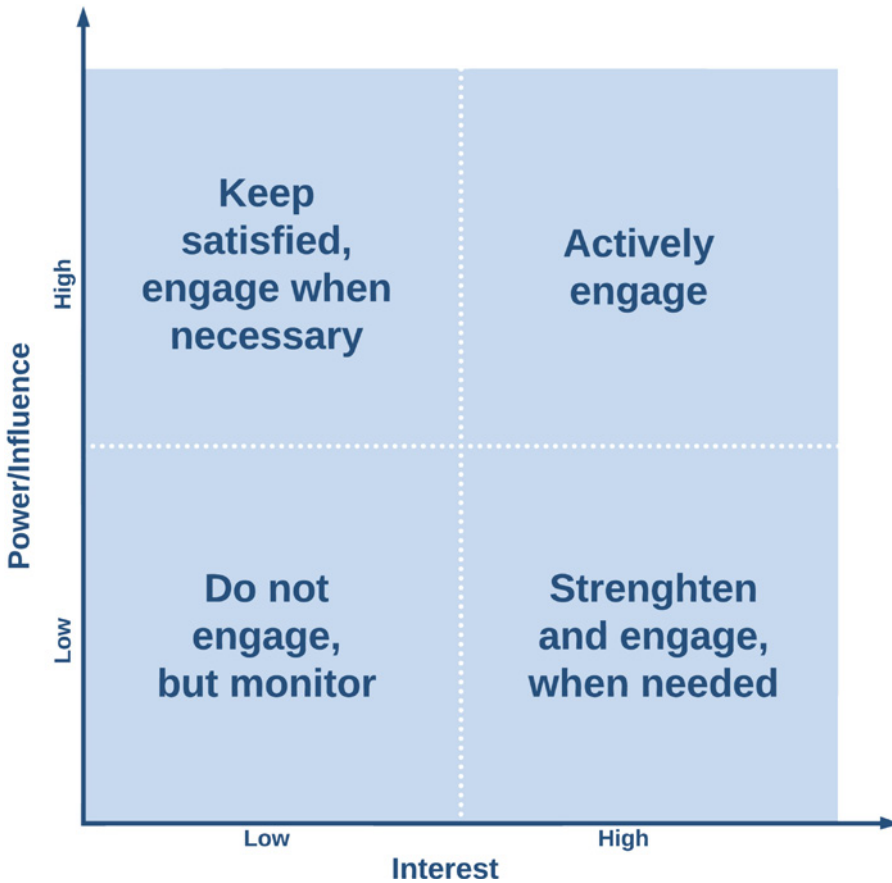 Keep
satisfied,
engage when
necessary
Actively
engage
High
Power/Influence
Do not
engage,
but monitor
Strenghten
and engage,
when needed
Low
Low
High
Interest